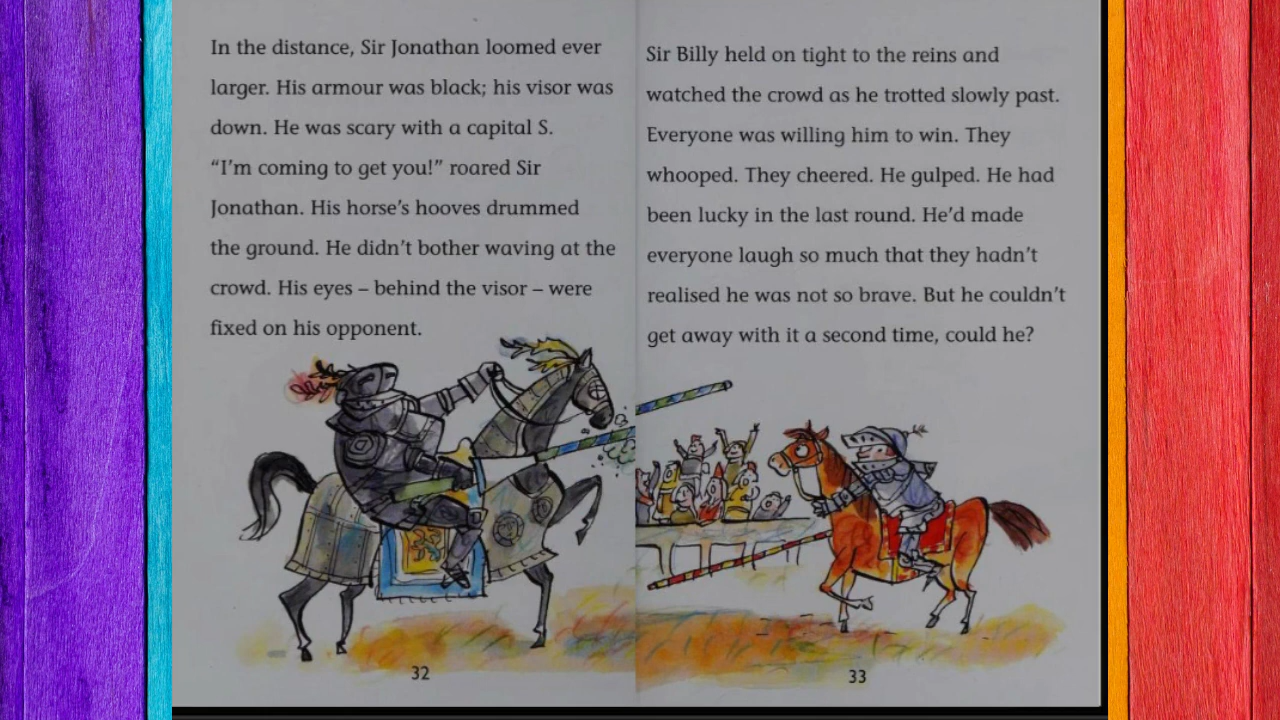 In the distance, Sir Jonathan loomed ever
larger. His armour was black; his visor was
down. He was scary with a capital S.
“I’m coming to get you!” roared Sir
Jonathan. His horse’s hooves drummed
the ground. He didn’t bother waving at the
crowd. His eyes – behind the visor – were
fixed on his opponent.
32
Sir Billy held on tight to the reins and
watched the crowd as he trotted slowly past.
Everyone was willing him to win. They
whooped. They cheered. He gulped. He had
been lucky in the last round. He’d made
everyone laugh so much that they hadn’t
realised he was not so brave. But he couldn’t
get away with it a second time, could he?
33